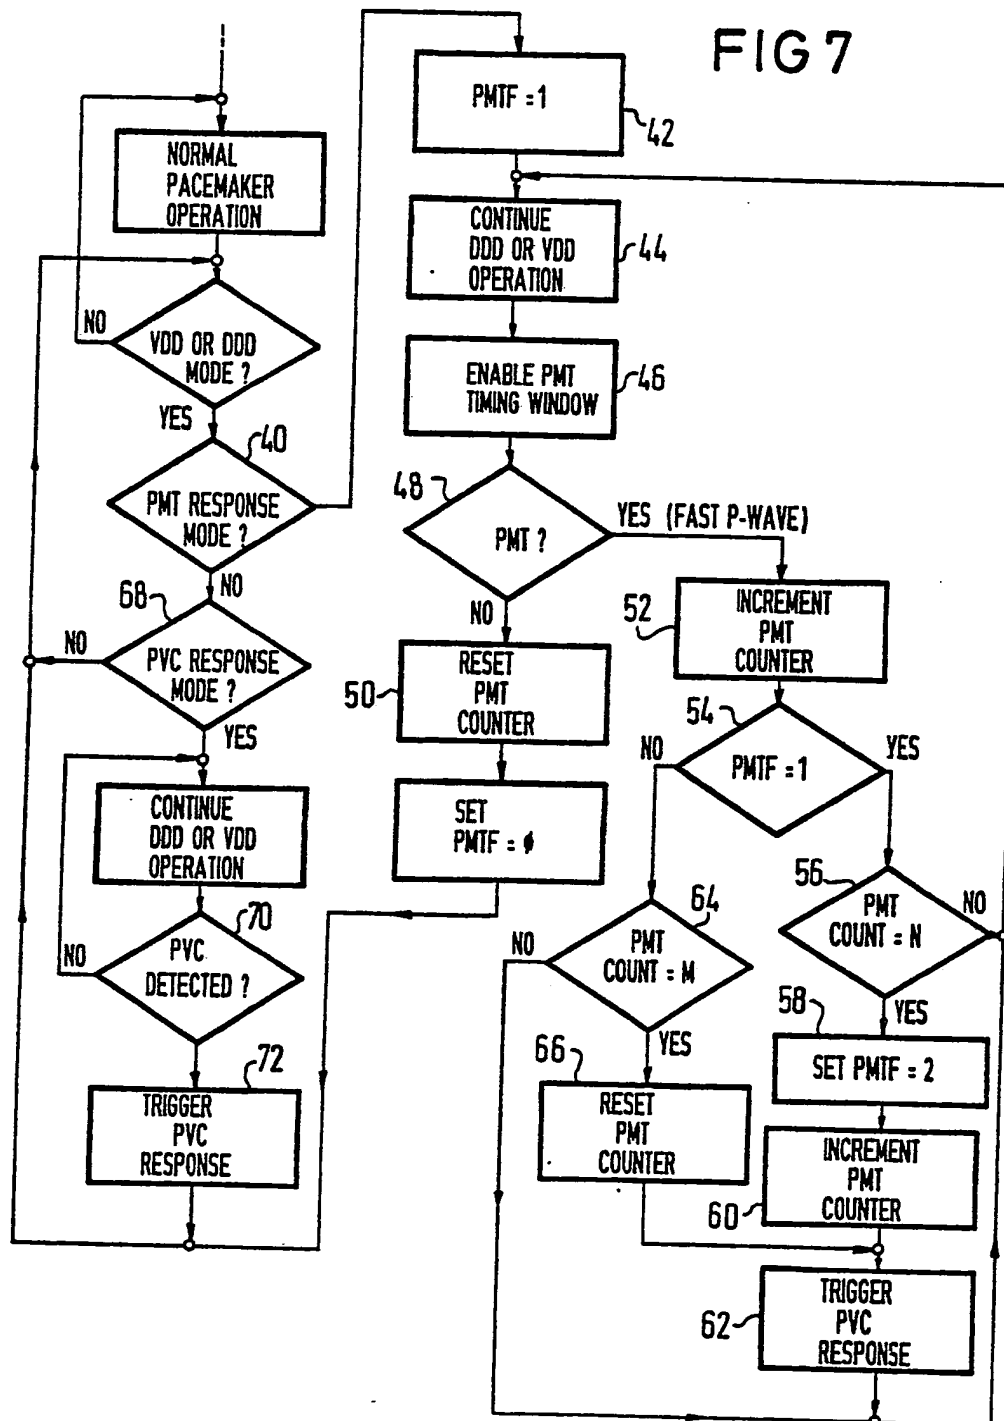 FIG 7
NORMAL
PACEMAKER
OPERATION
NO
VDD OR DDD
MODE ?
YES
40
PMT RESPONSE
MODE ?
NO
68
NO
PVC RESPONSE
MODE ?
YES
CONTINUE
DDD OR VDD
OPERATION
70
NO
PVC
DETECTED ?
72
TRIGGER
PVC
RESPONSE
PMTF = 1
42
CONTINUE
DDD OR VDD
OPERATION
44
ENABLE PMT
TIMING WINDOW
46
48
PMT ?
YES (FAST P-WAVE)
NO
50
RESET
PMT
COUNTER
SET
PMTF = ϕ
52
INCREMENT
PMT
COUNTER
54
NO
PMTF = 1
YES
56
PMT
COUNT = N
NO
YES
64
NO
PMT
COUNT = M
YES
58
SET PMTF = 2
66
RESET
PMT
COUNTER
60
INCREMENT
PMT
COUNTER
62
TRIGGER
PVC
RESPONSE